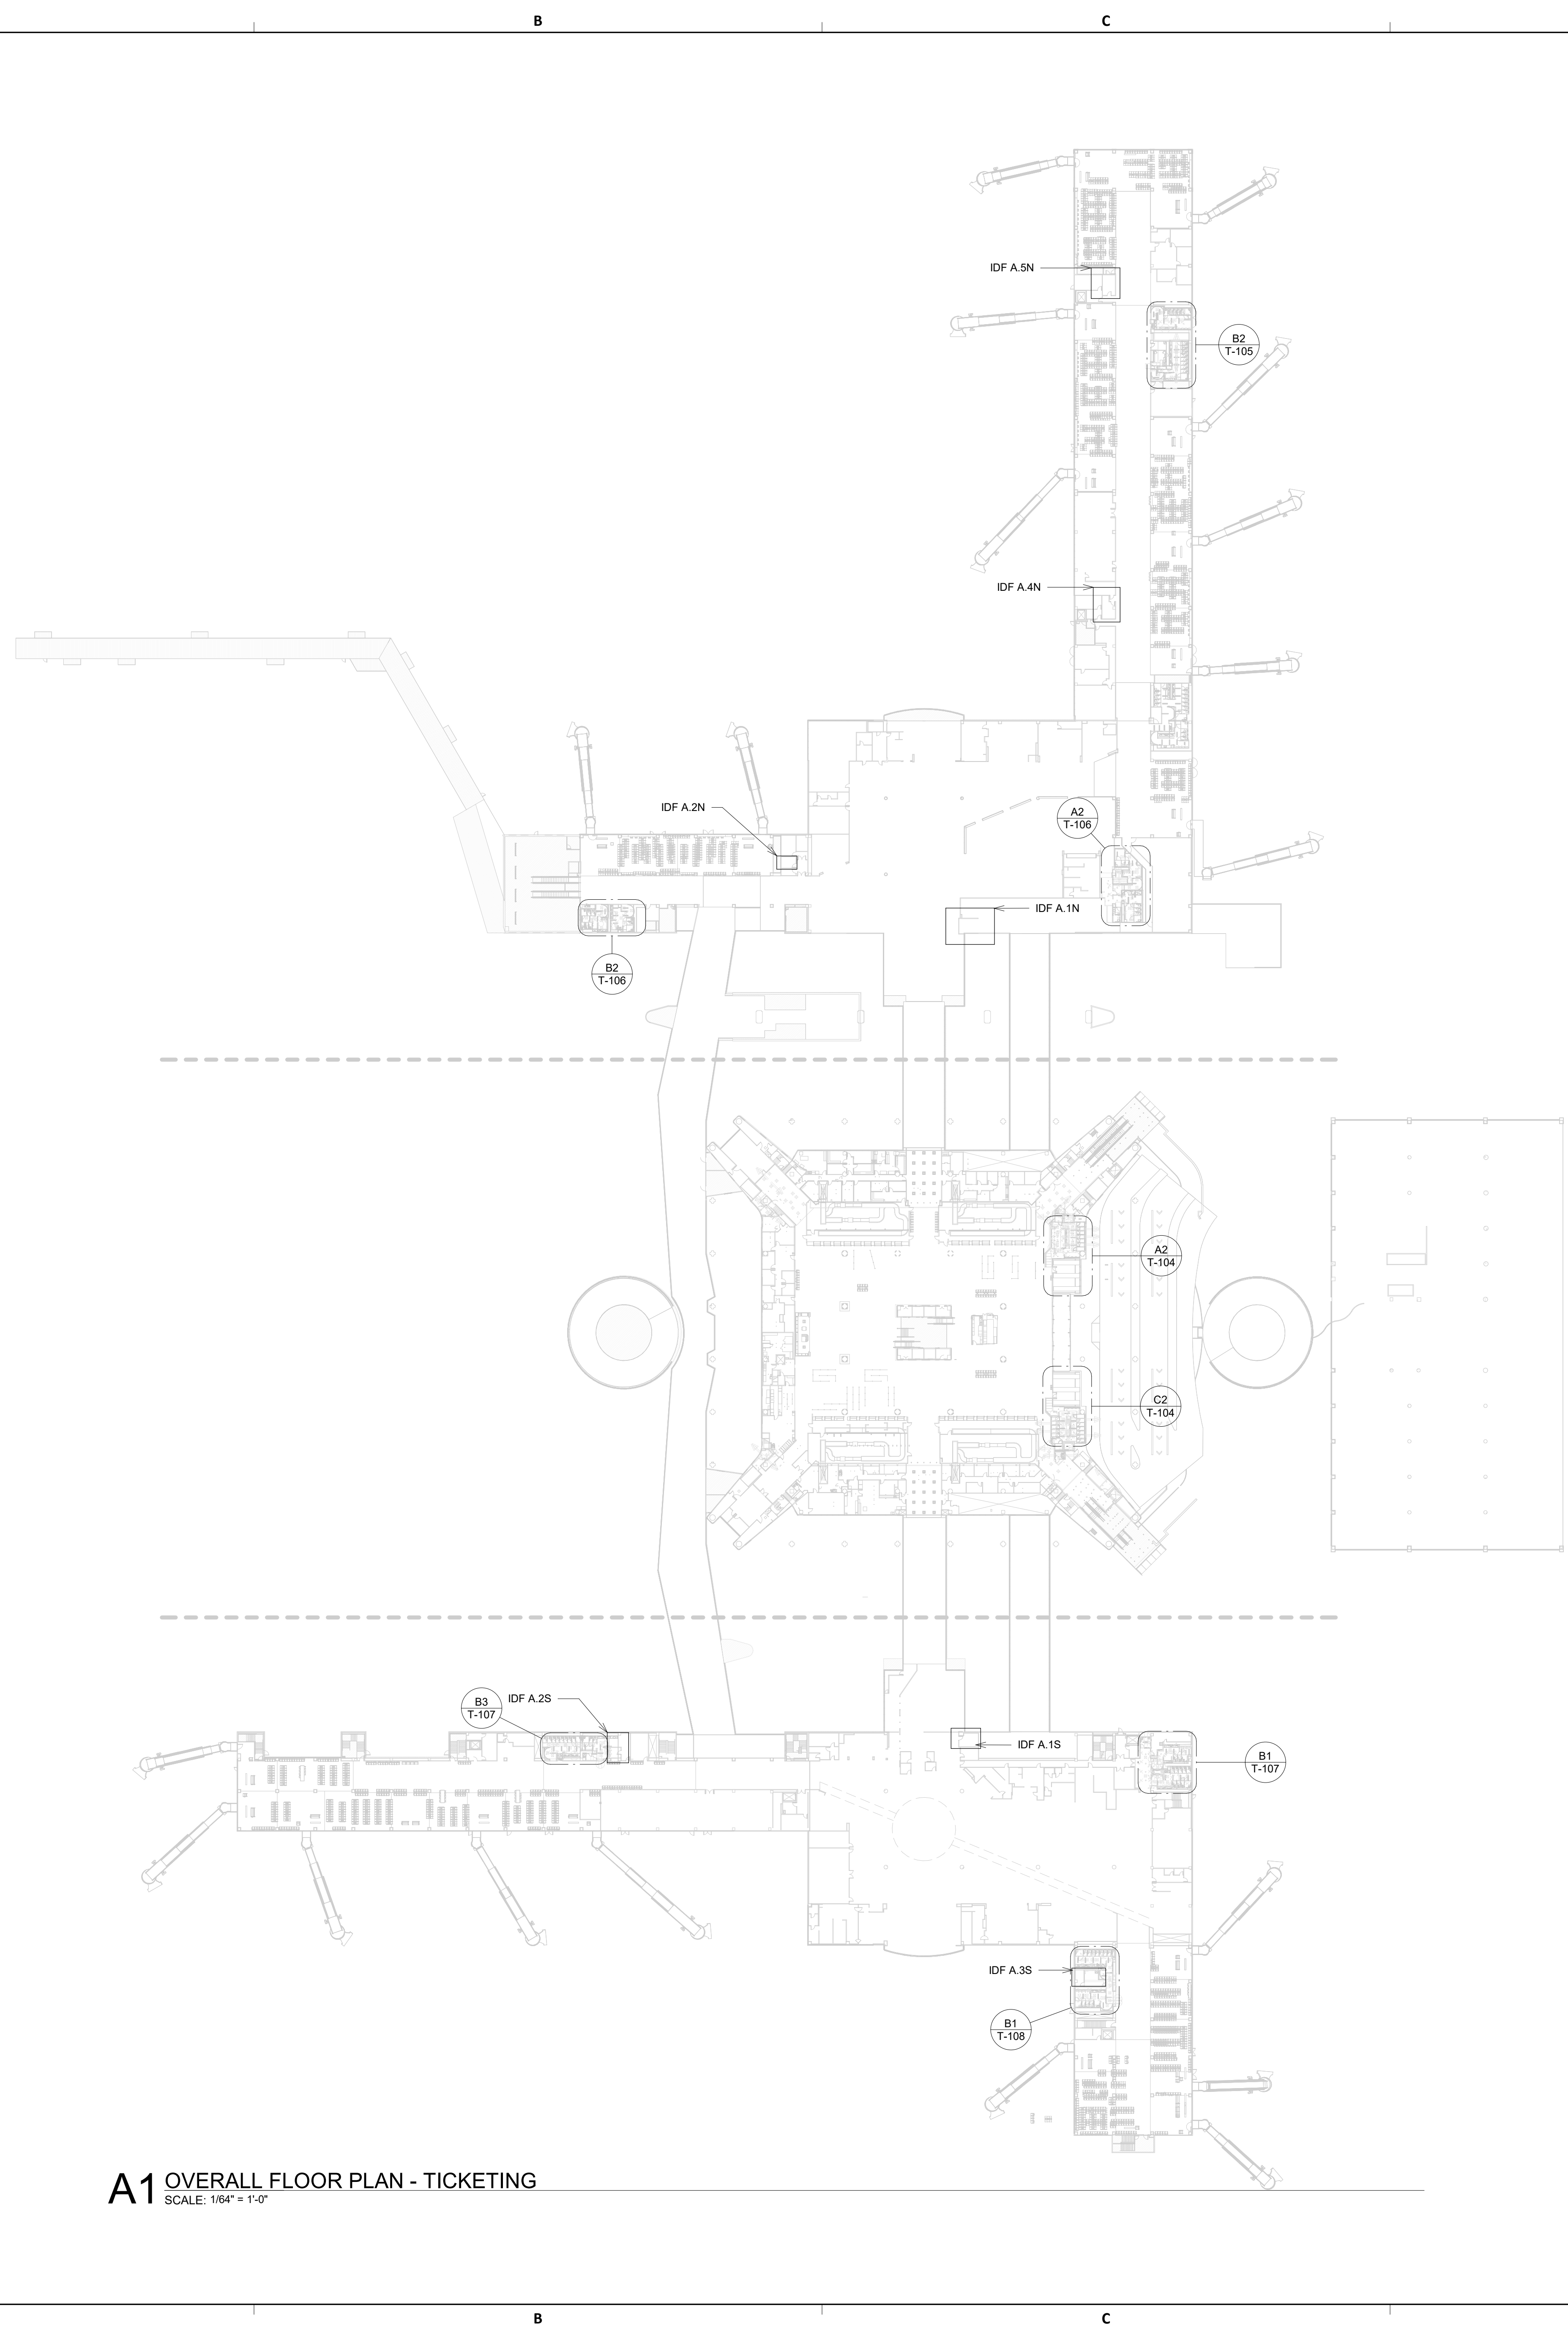 B
C
IDF A.5N
B2
T-105
IDF A.4N
IDF A.2N
A2
T-106
IDF A.1N
B2
T-106
A2
T-104
C2
T-104
B3
T-107
IDF A.2S
IDF A.1S
B1
T-107
IDF A.3S
B1
T-108
A1
OVERALL FLOOR PLAN - TICKETING
SCALE: 1/64" = 1'-0"
B
C